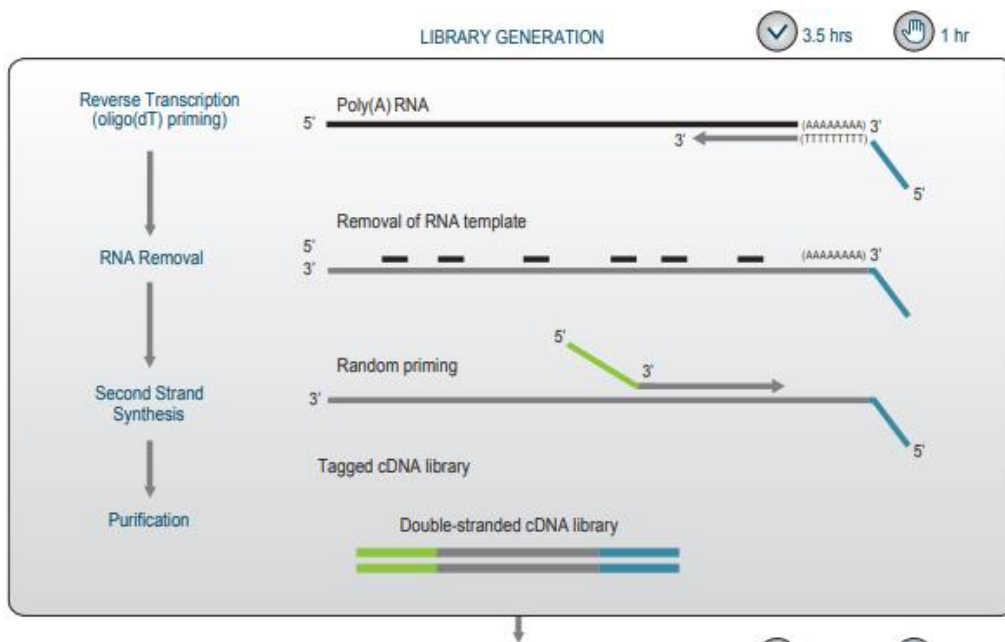 LIBRARY GENERATION
3.5 hrs
1 hr
Reverse Transcription
(oligo(dT) priming)
Poly(A) RNA
5’
(AAAAAAAA) 3’
3’
(TTTTTTTTT)
5’
Removal of RNA template
RNA Removal
5’
3’
(AAAAAAAA) 3’
5’
Random priming
3’
Second Strand
Synthesis
3’
5’
Tagged cDNA library
Purification
Double-stranded cDNA library